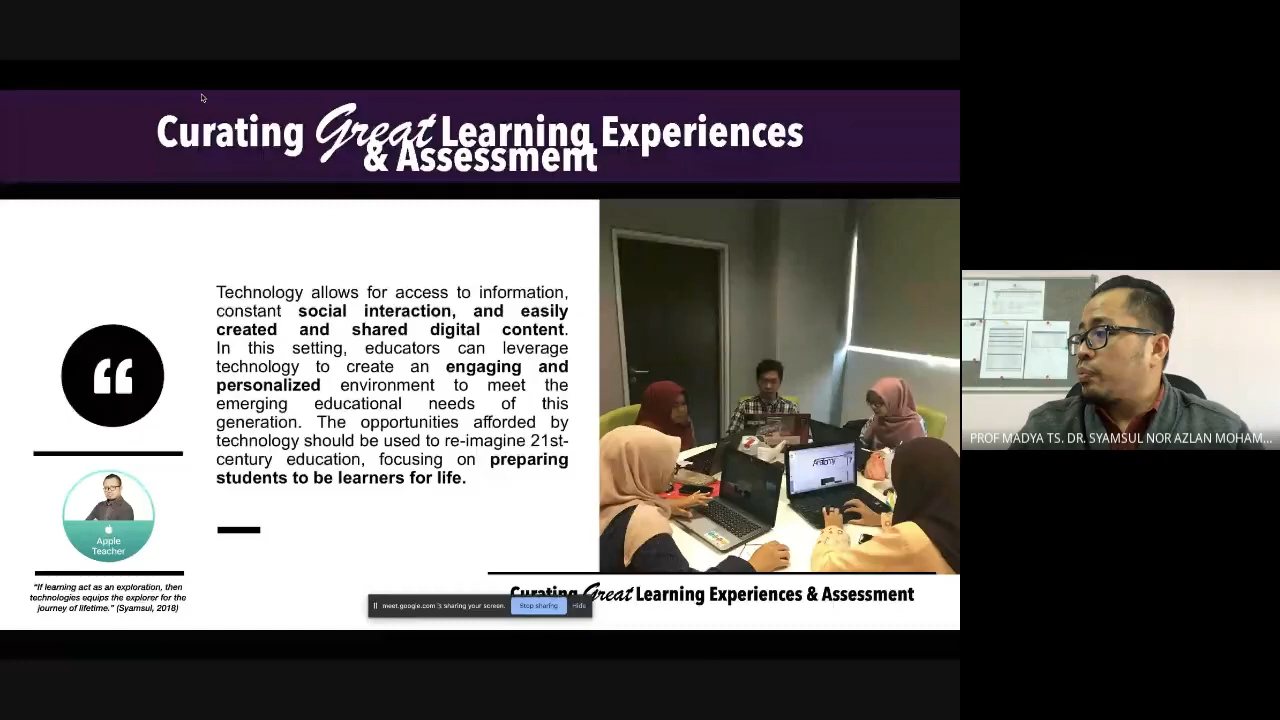 Curating Great Learning Experiences
& Assessment
Technology allows for access to information,
constant social interaction, and easily
created and shared digital content.
In this setting, educators can leverage
technology to create an engaging and
personalized environment to meet the
emerging educational needs of this
generation. The opportunities afforded by
technology should be used to re-imagine 21st-
century education, focusing on preparing
students to be learners for life.
Apple
Teacher
“If learning act as an exploration, then
technologies equips the explorer for the
journey of lifetime.” (Syamsul, 2018)
Curating Great Learning Experiences & Assessment
meet.google.com is sharing your screen.
Stop sharing
Hide
PROF MADYA TS. DR. SYAMSUL NOR AZLAN MOHAM...